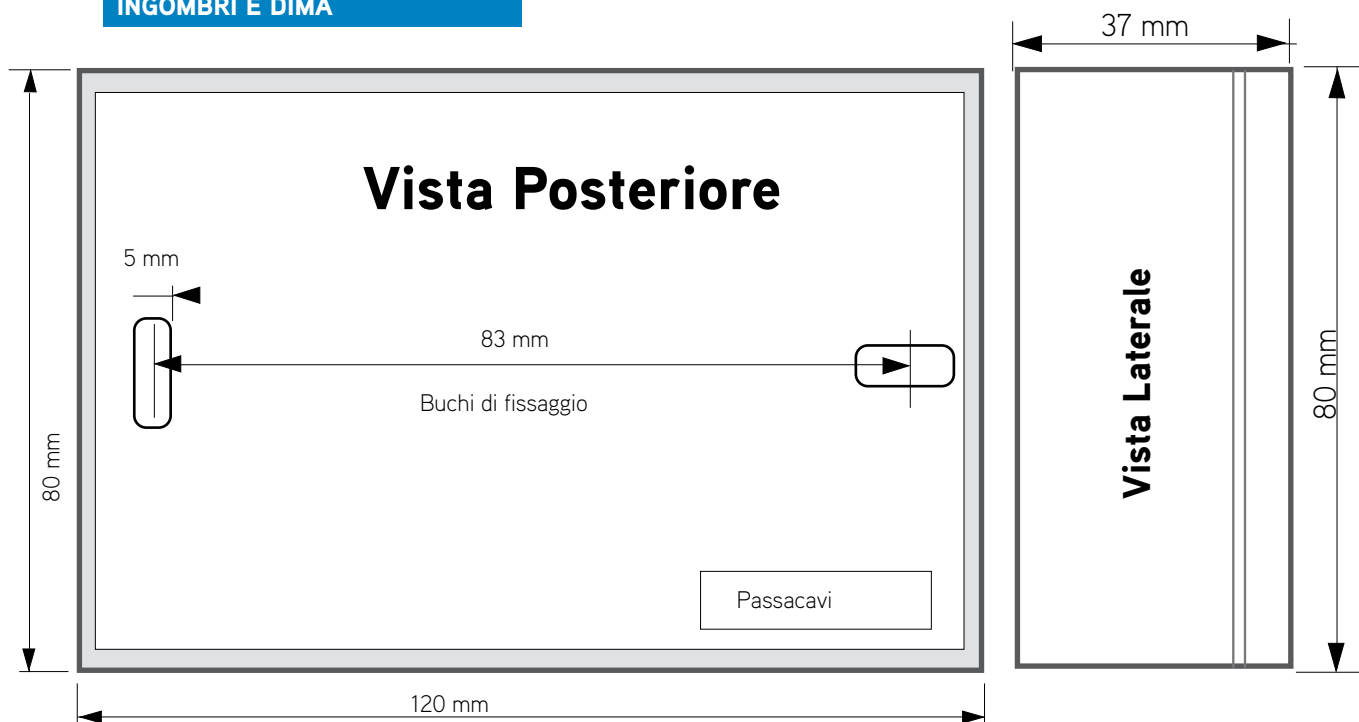 INGOMBRI E DIMA
37 mm
Vista Posteriore
5 mm
83 mm
Buchi di fissaggio
80 mm
Passacavi
120 mm
Vista Laterale
80 mm